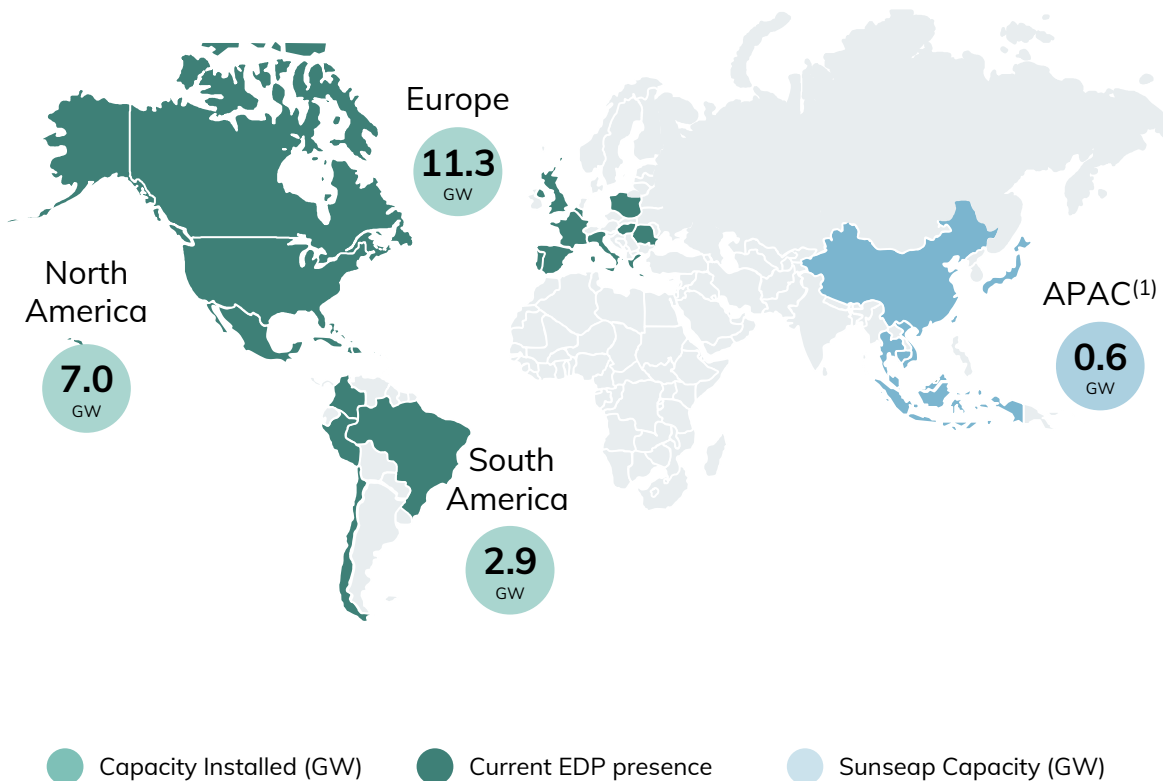 Europe
11.3
GW
North
America
7.0
GW
APAC(1)
0.6
GW
South
America
2.9
GW
Capacity Installed (GW)
Current EDP presence
Sunseap Capacity (GW)